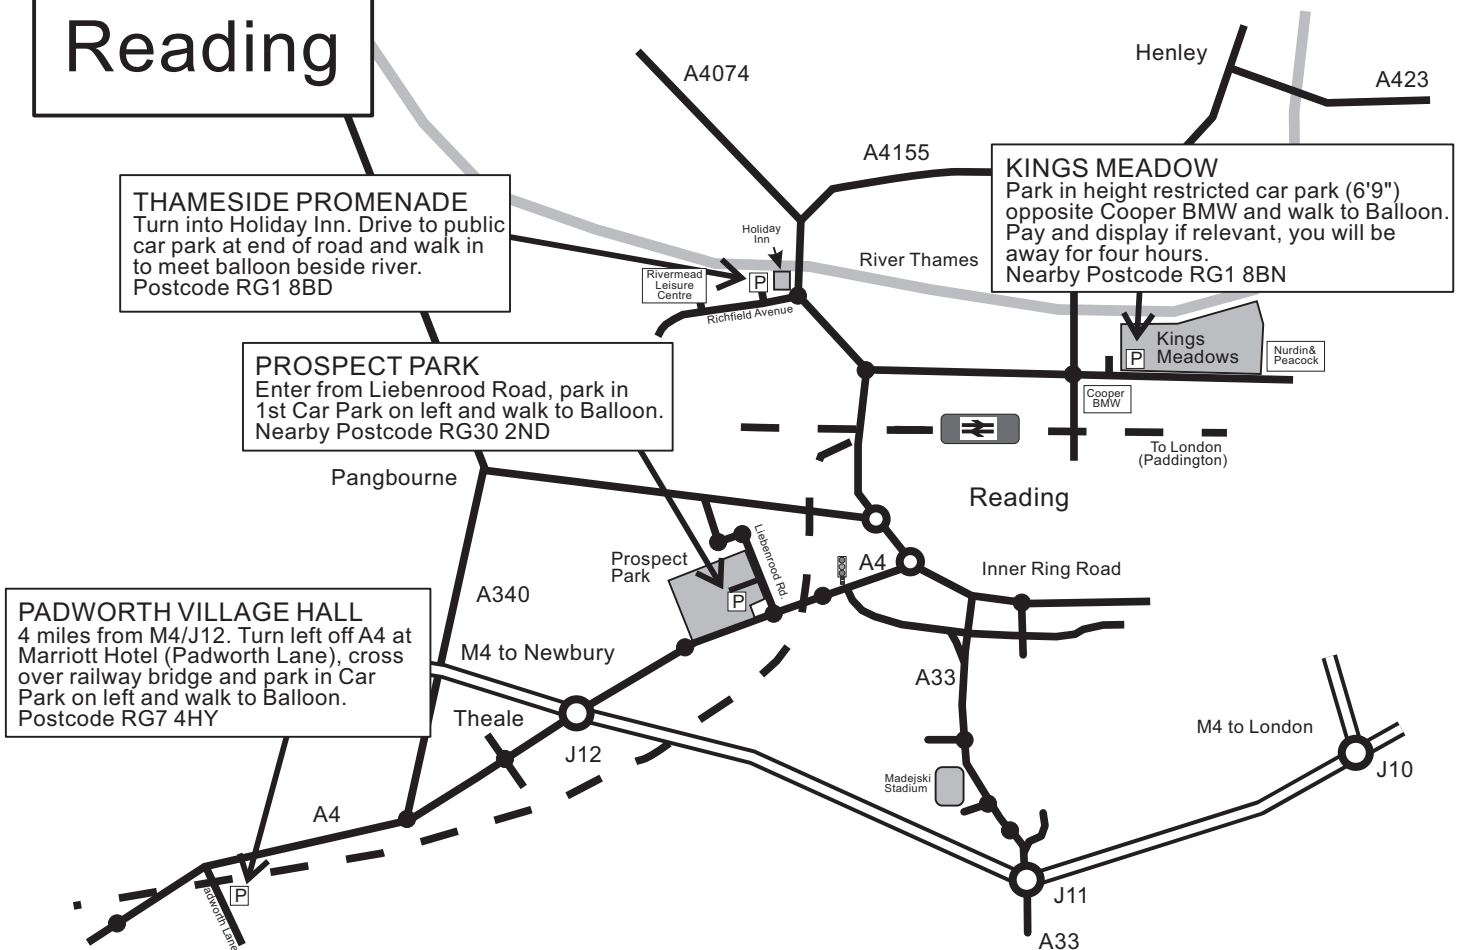 Reading
A4074
Henley
A423
A4155
THAMESIDE PROMENADE
Turn into Holiday Inn. Drive to public
car park at end of road and walk in
to meet balloon beside river.
Postcode RG1 8BD
KINGS MEADOW
Park in height restricted car park (6'9")
opposite Cooper BMW and walk to Balloon.
Pay and display if relevant, you will be
away for four hours.
Nearby Postcode RG1 8BN
Holiday
Inn
River Thames
Rivermead
Leisure
Centre
P
Richfield Avenue
PROSPECT PARK
Enter from Liebenrood Road, park in
1st Car Park on left and walk to Balloon.
Nearby Postcode RG30 2ND
Kings
Meadows
P
Nurdin&
Peacock
Cooper
BMW
To London
(Paddington)
Pangbourne
Reading
Prospect
Park
Liebenrood Rd.
P
A4
Inner Ring Road
A340
PADWORTH VILLAGE HALL
4 miles from M4/J12. Turn left off A4 at
Marriott Hotel (Padworth Lane), cross
over railway bridge and park in Car
Park on left and walk to Balloon.
Postcode RG7 4HY
M4 to Newbury
A33
Theale
J12
M4 to London
J10
Madejski
Stadium
A4
P
adworth Lane
J11
A33